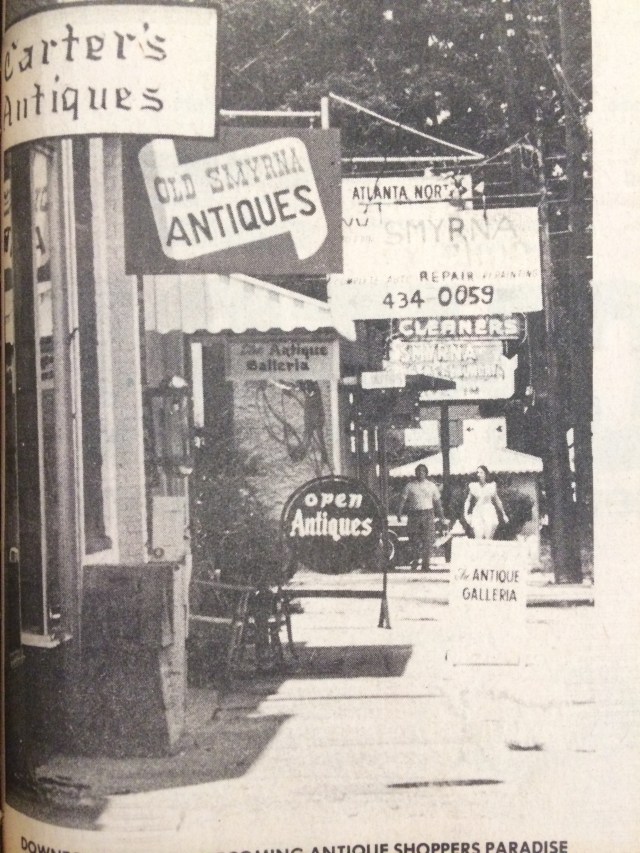 Carter's
Antiques
OLD SMYRNA
ANTIQUES
ATLANTA NORTH
SMYRNA
REPAIR
434 0059
CLEANERS
SMYRNA
The Antique
Galleria
open
Antiques
The ANTIQUE
GALLERIA
ANTIQUE SHOPPERS PARADISE